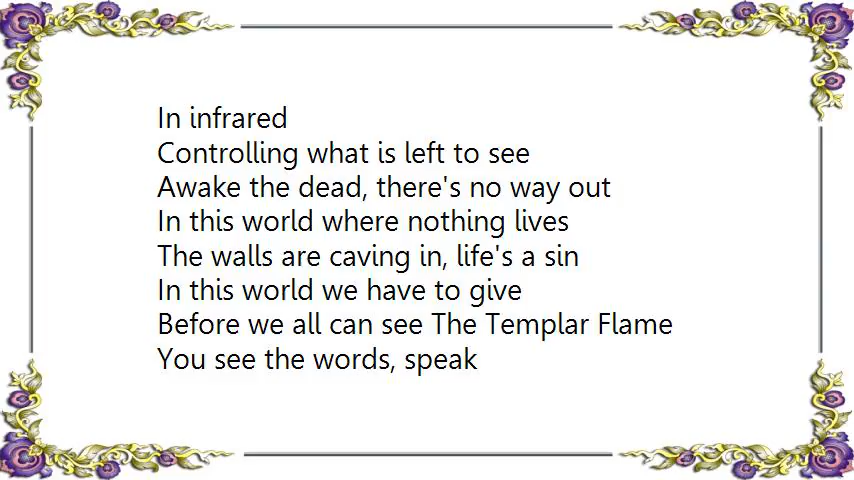 In infrared
Controlling what is left to see
Awake the dead, there's no way out
In this world where nothing lives
The walls are caving in, life's a sin
In this world we have to give
Before we all can see The Templar Flame
You see the words, speak